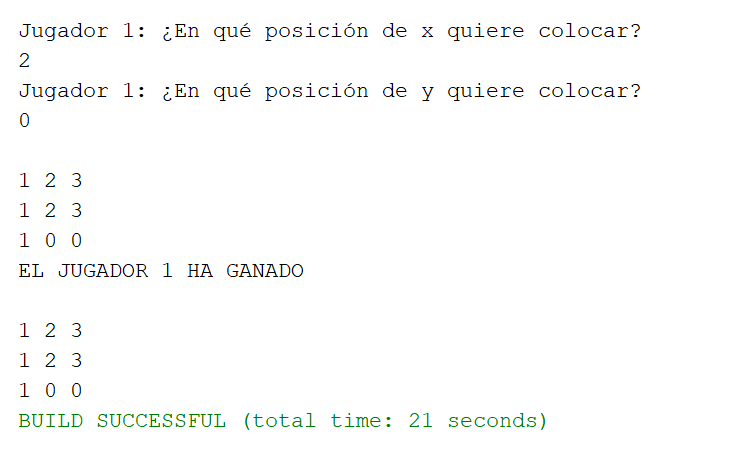 Jugador 1: ¿En qué posición de x quiere colocar?
2
Jugador 1: ¿En qué posición de y quiere colocar?
0
1 2 3
1 2 3
1 0 0
EL JUGADOR 1 HA GANADO
1 2 3
1 2 3
1 0 0
BUILD SUCCESSFUL (total time: 21 seconds)